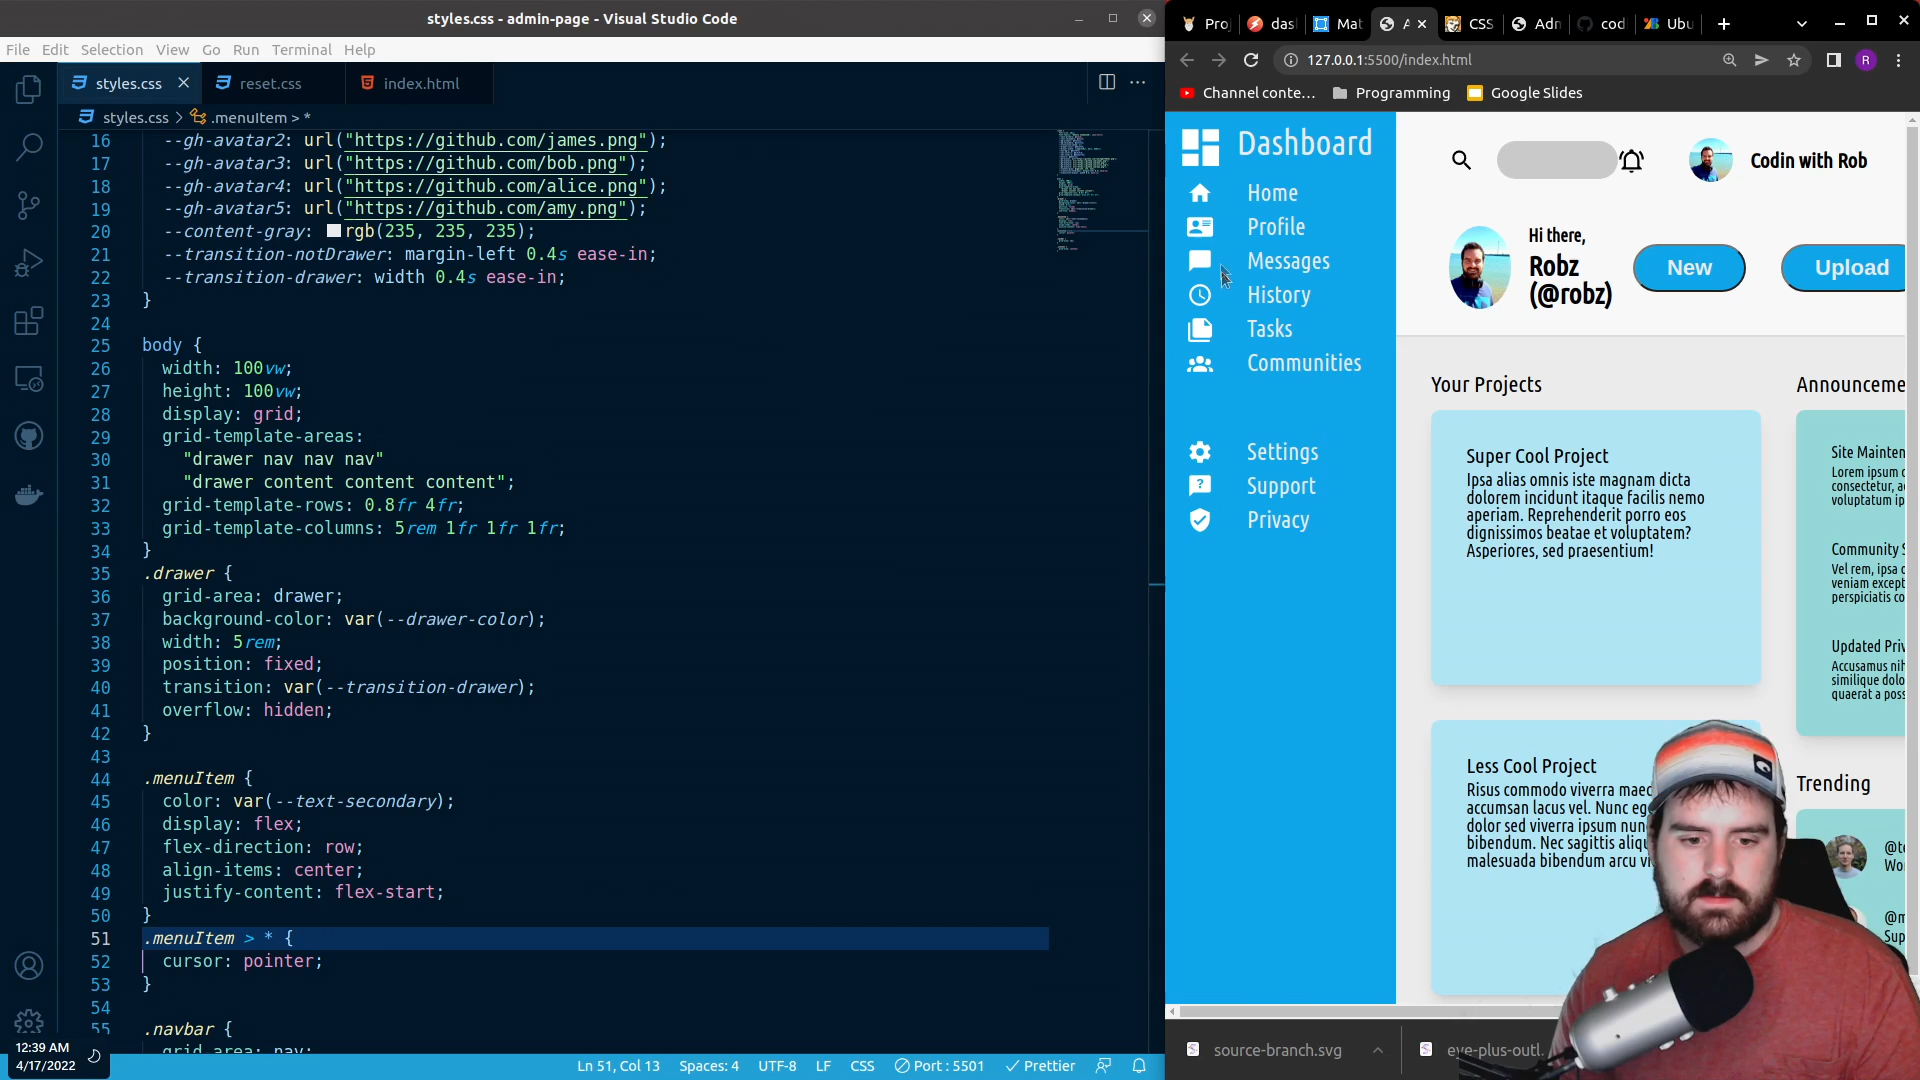 styles.css - admin-page - Visual Studio Code
File Edit Selection View Go Run Terminal Help
styles.css
reset.css
index.html
styles.css > .menuItem > *
16 --gh-avatar2: url("https://github.com/james.png");
17 --gh-avatar3: url("https://github.com/bob.png");
18 --gh-avatar4: url("https://github.com/alice.png");
19 --gh-avatar5: url("https://github.com/amy.png");
20 --content-gray: rgb(235, 235, 235);
21 --transition-notDrawer: margin-left 0.4s ease-in;
22 --transition-drawer: width 0.4s ease-in;
23 }
24
25 body {
26 width: 100vw;
27 height: 100vw;
28 display: grid;
29 grid-template-areas:
30 "drawer nav nav nav"
31 "drawer content content content";
32 grid-template-rows: 0.8fr 4fr;
33 grid-template-columns: 5rem 1fr 1fr 1fr;
34 }
35 .drawer {
36 grid-area: drawer;
37 background-color: var(--drawer-color);
38 width: 5rem;
39 position: fixed;
40 transition: var(--transition-drawer);
41 overflow: hidden;
42 }
43
44 .menuItem {
45 color: var(--text-secondary);
46 display: flex;
47 flex-direction: row;
48 align-items: center;
49 justify-content: flex-start;
50 }
51 .menuItem > * {
52 cursor: pointer;
53 }
54
55 .navbar {
grid-area: nav;
12:39 AM
4/17/2022
Ln 51, Col 13 Spaces: 4 UTF-8 LF CSS Port : 5501 Prettier
Proj
das
Mat
A
CSS
Adn
cod
Ubu
127.0.0.1:5500/index.html
R
Channel conte... Programming Google Slides
Dashboard
Home
Profile
Messages
History
Tasks
Communities
Settings
Support
Privacy
Codin with Rob
Hi there,
Robz
(@robz)
New
Upload
Your Projects
Super Cool Project
Ipsa alias omnis iste magnam dicta
dolorem incidunt itaque facilis nemo
aperiam. Reprehenderit porro eos
dignissimos beatae et voluptatem?
Asperiores, sed praesentium!
Less Cool Project
Risus commodo viverra maec
accumsan lacus vel. Nunc ege
dolor sed viverra ipsum nun
bibendum. Nec sagittis aliqu
malesuada bibendum arcu vi
Announceme
Site Mainten
Lorem ipsum d
consectetur, a
voluptatum ip
Community S
Vel rem, ipsa c
veniam except
perspiciatis co
Updated Priv
Accusamus nih
similique dolo
quaerat a poss
Trending
@te
Wor
@m
Sup
source-branch.svg
eye-plus-outl.